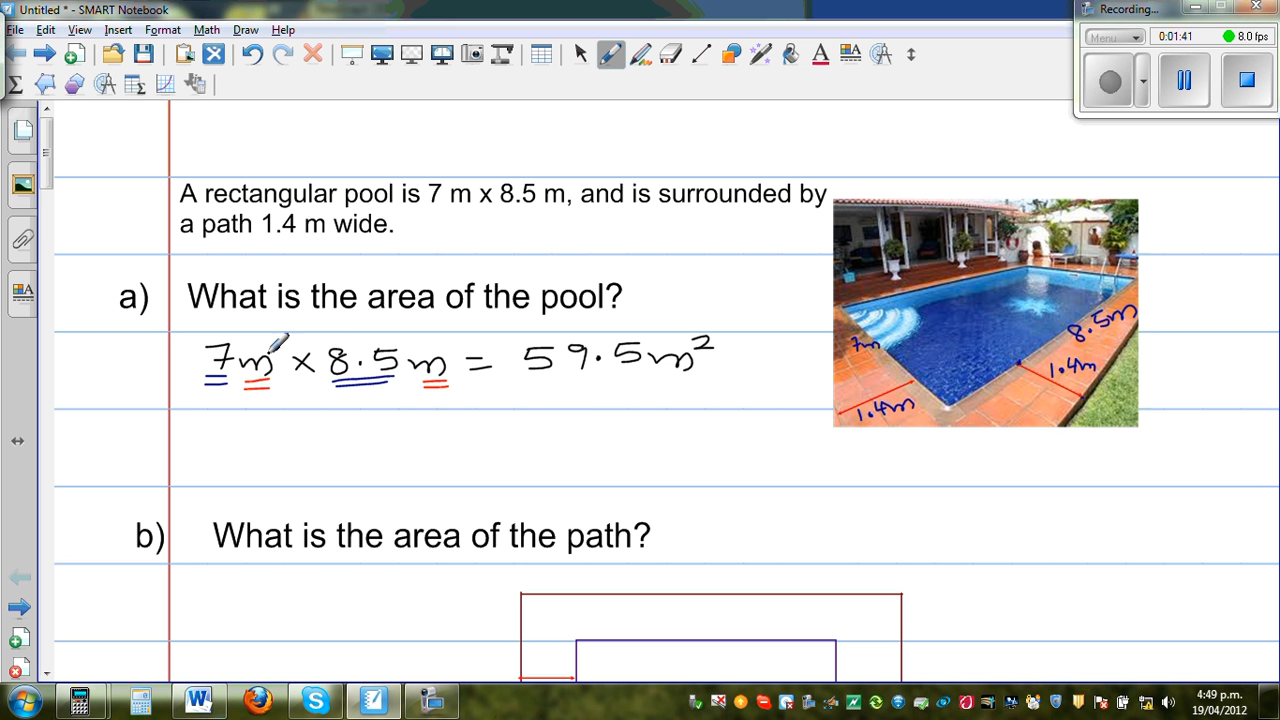 Untitled * - SMART Notebook
Recording...
File Edit View Insert Format Math Draw Help
Menu 0:01:41 8.0 fps
A rectangular pool is 7 m x 8.5 m, and is surrounded by
a path 1.4 m wide.
a) What is the area of the pool?
7m x 8.5m = 59.5m²
8.5m
7m
1.4m
1.4m
b) What is the area of the path?
4:49 p.m.
19/04/2012